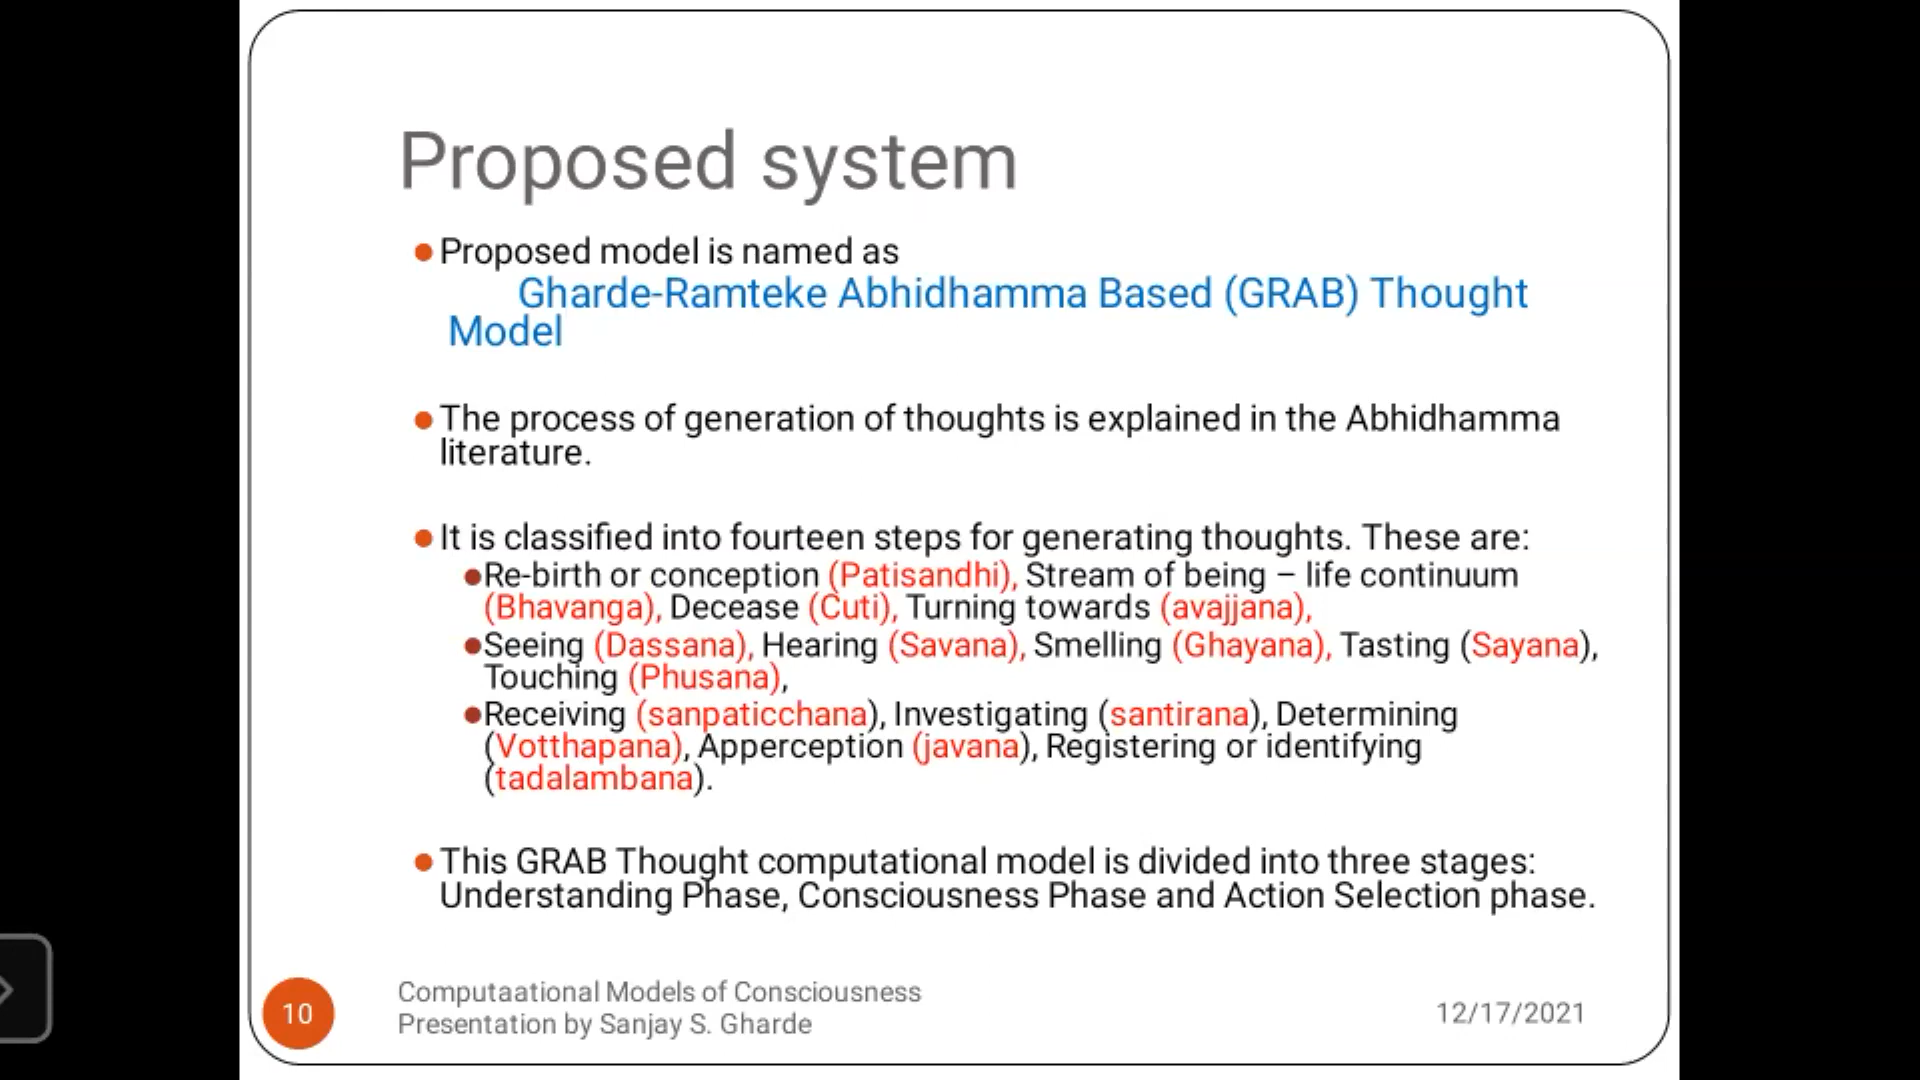 Proposed system
Proposed model is named as
Gharde-Ramteke Abhidhamma Based (GRAB) Thought
Model
The process of generation of thoughts is explained in the Abhidhamma
literature.
It is classified into fourteen steps for generating thoughts. These are:
Re-birth or conception (Patisandhi), Stream of being – life continuum
(Bhavanga), Decease (Cuti), Turning towards (avajjana),
Seeing (Dassana), Hearing (Savana), Smelling (Ghayana), Tasting (Sayana),
Touching (Phusana),
Receiving (sanpaticchana), Investigating (santirana), Determining
(Votthapana), Apperception (javana), Registering or identifying
(tadalambana).
This GRAB Thought computational model is divided into three stages:
Understanding Phase, Consciousness Phase and Action Selection phase.
10
Computaational Models of Consciousness
Presentation by Sanjay S. Gharde
12/17/2021